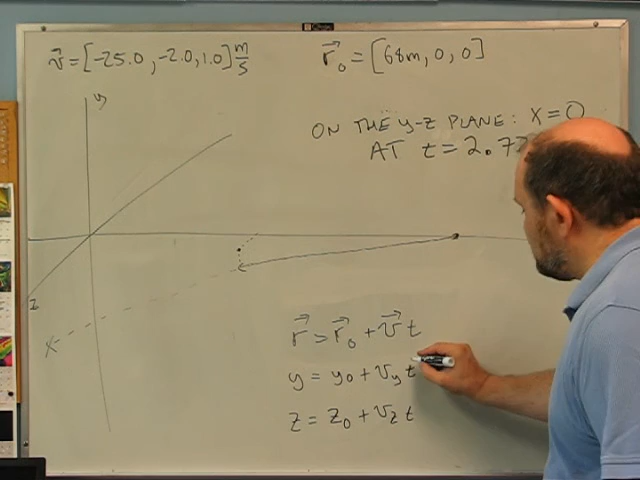 v⃗ = [-25.0, -2.0, 1.0] m/s
r⃗₀ = [68m, 0, 0]
y
ON THE y-z PLANE: x=0
AT t=2.72
z
x
r⃗ = r⃗₀ + v⃗ t
y = y₀ + v_y t
z = z₀ + v_z t